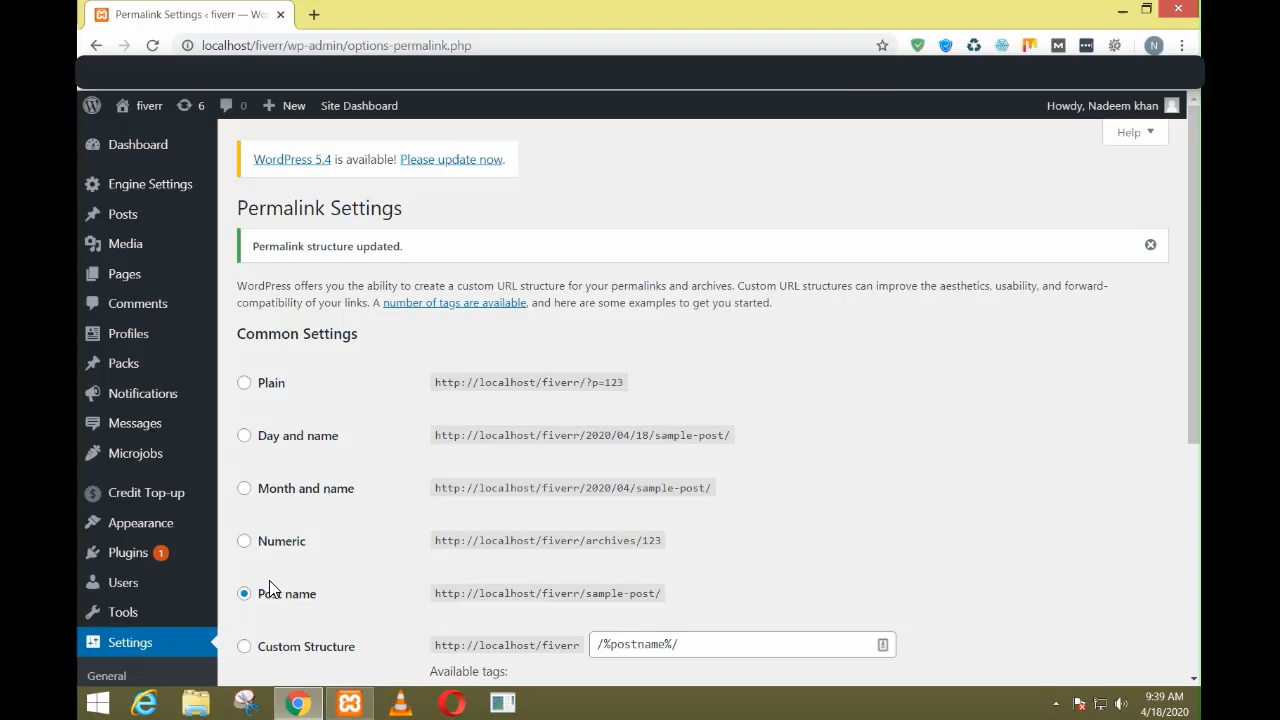 Permalink Settings ‹ fiverr — Wo
localhost/fiverr/wp-admin/options-permalink.php
N
fiverr 6 0 New Site Dashboard Howdy, Nadeem khan
Help
Dashboard
Engine Settings
Posts
Media
Pages
Comments
Profiles
Packs
Notifications
Messages
Microjobs
Credit Top-up
Appearance
Plugins 1
Users
Tools
Settings
General
WordPress 5.4 is available! Please update now.
Permalink Settings
Permalink structure updated.
WordPress offers you the ability to create a custom URL structure for your permalinks and archives. Custom URL structures can improve the aesthetics, usability, and forward-
compatibility of your links. A number of tags are available, and here are some examples to get you started.
Common Settings
Plain http://localhost/fiverr/?p=123
Day and name http://localhost/fiverr/2020/04/18/sample-post/
Month and name http://localhost/fiverr/2020/04/sample-post/
Numeric http://localhost/fiverr/archives/123
Post name http://localhost/fiverr/sample-post/
Custom Structure http://localhost/fiverr /%postname%/
Available tags:
9:39 AM
4/18/2020